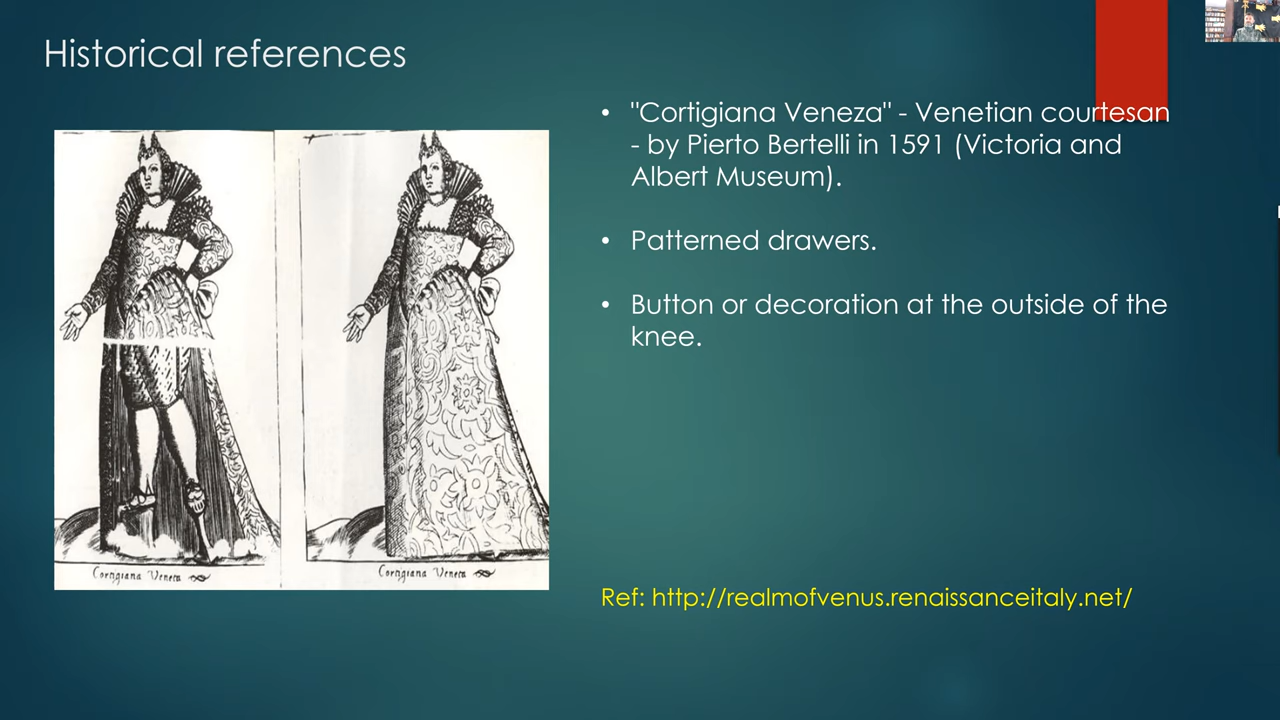 Historical references
• "Cortigiana Veneza" - Venetian courtesan
- by Pierto Bertelli in 1591 (Victoria and
Albert Museum).
• Patterned drawers.
• Button or decoration at the outside of the
knee.
Cortigiana Veneta
Cortigiana Veneta
Ref: http://realmofvenus.renaissanceitaly.net/